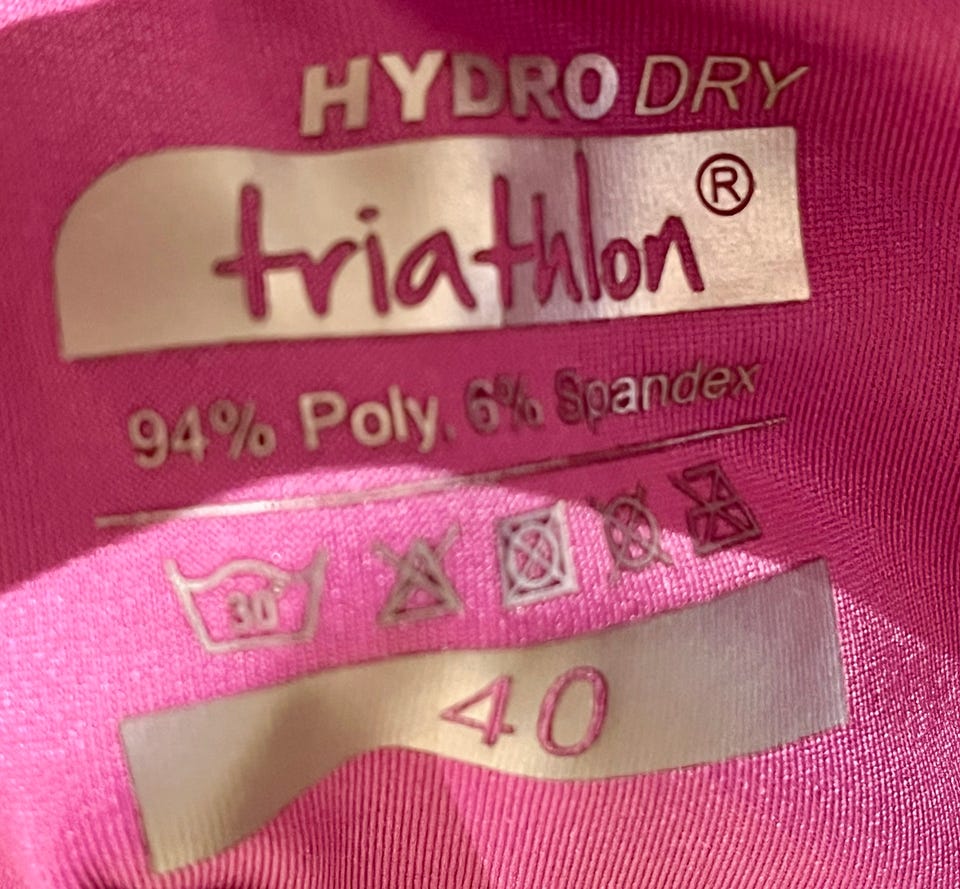 HYDRO DRY
triathlon®
94% Poly, 6% Spandex
30°
40